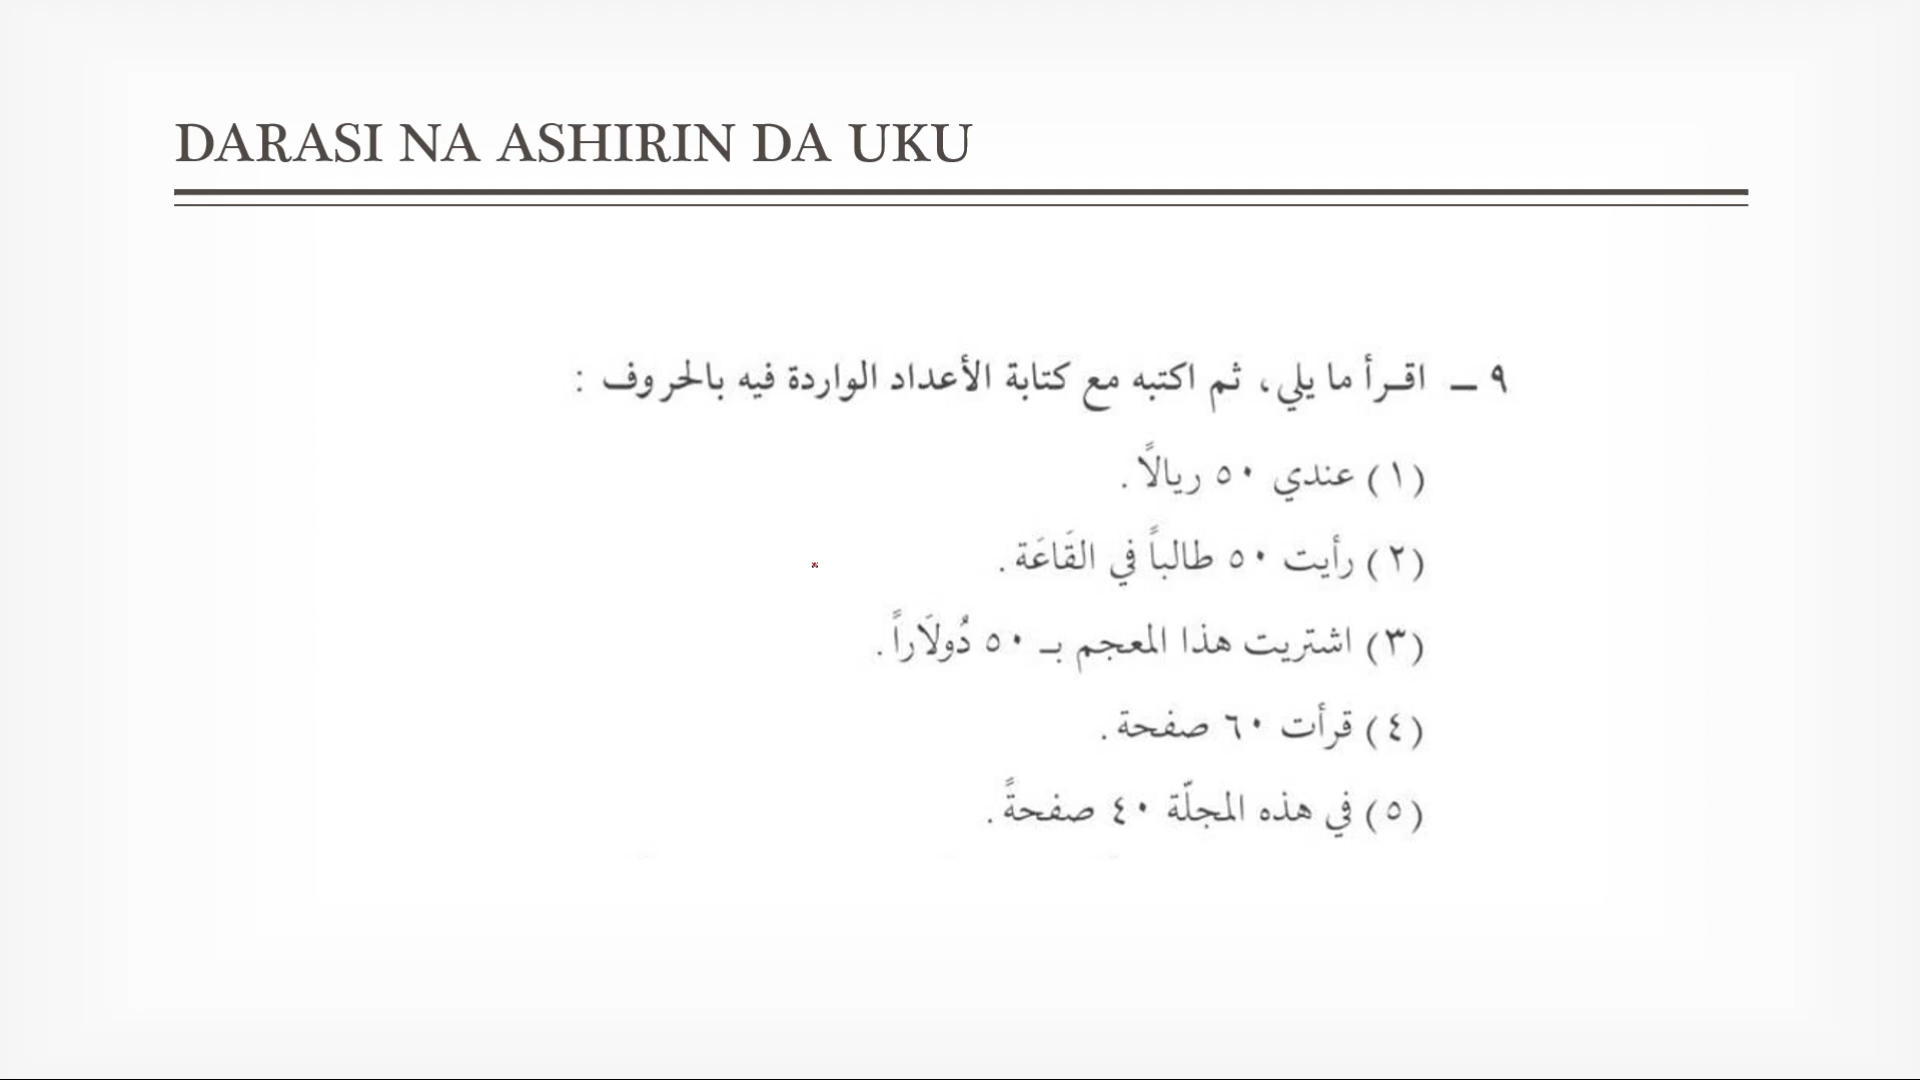 DARASI NA ASHIRIN DA UKU
٩ ــ اقـرأ ما يلي، ثم اكتبه مع كتابة الأعداد الواردة فيه بالحروف :
(١) عندي ٥٠ ريالاً .
(٢) رأيت ٥٠ طالباً في القَاعَة .
(٣) اشتريت هذا المعجم بـ ٥٠ دُولَاراً .
(٤) قرأت ٦٠ صفحة .
(٥) في هذه المجلّة ٤٠ صفحةً .